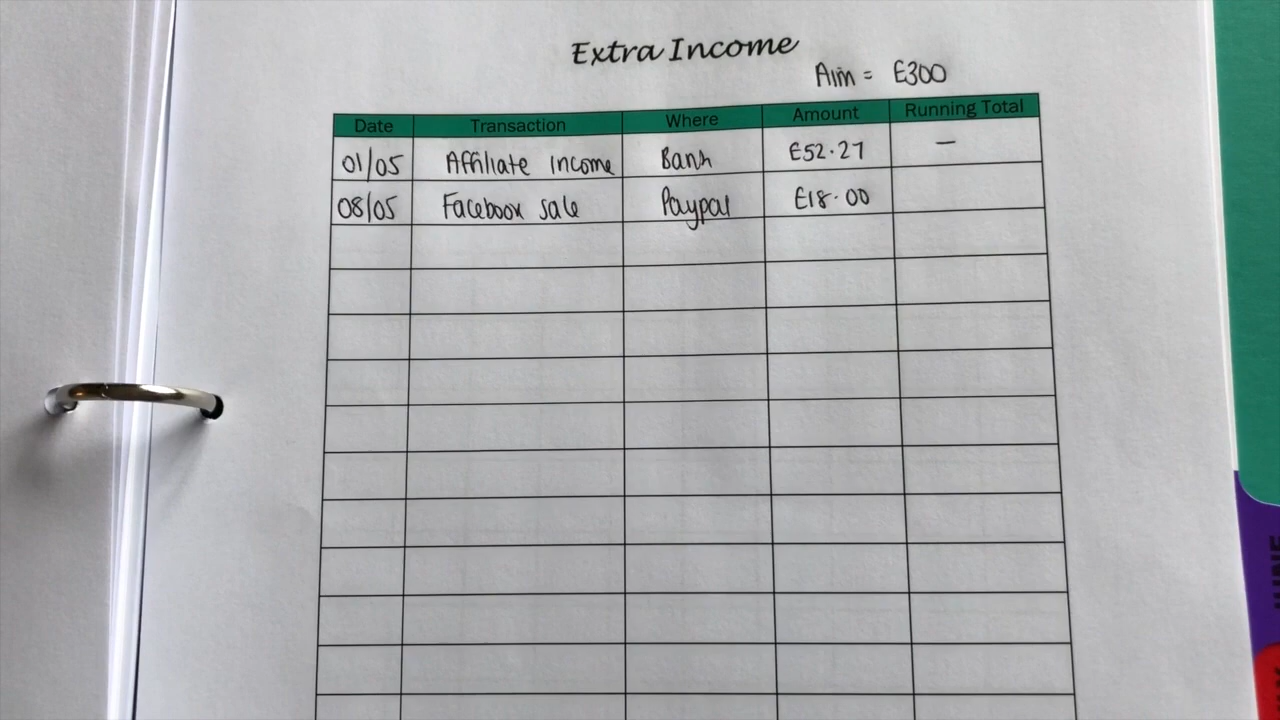 Extra Income
Aim = £300
Date Transaction Where Amount Running Total
01/05 Affiliate income Bank £52.27 —
08/05 Facebook sale Paypal £18.00